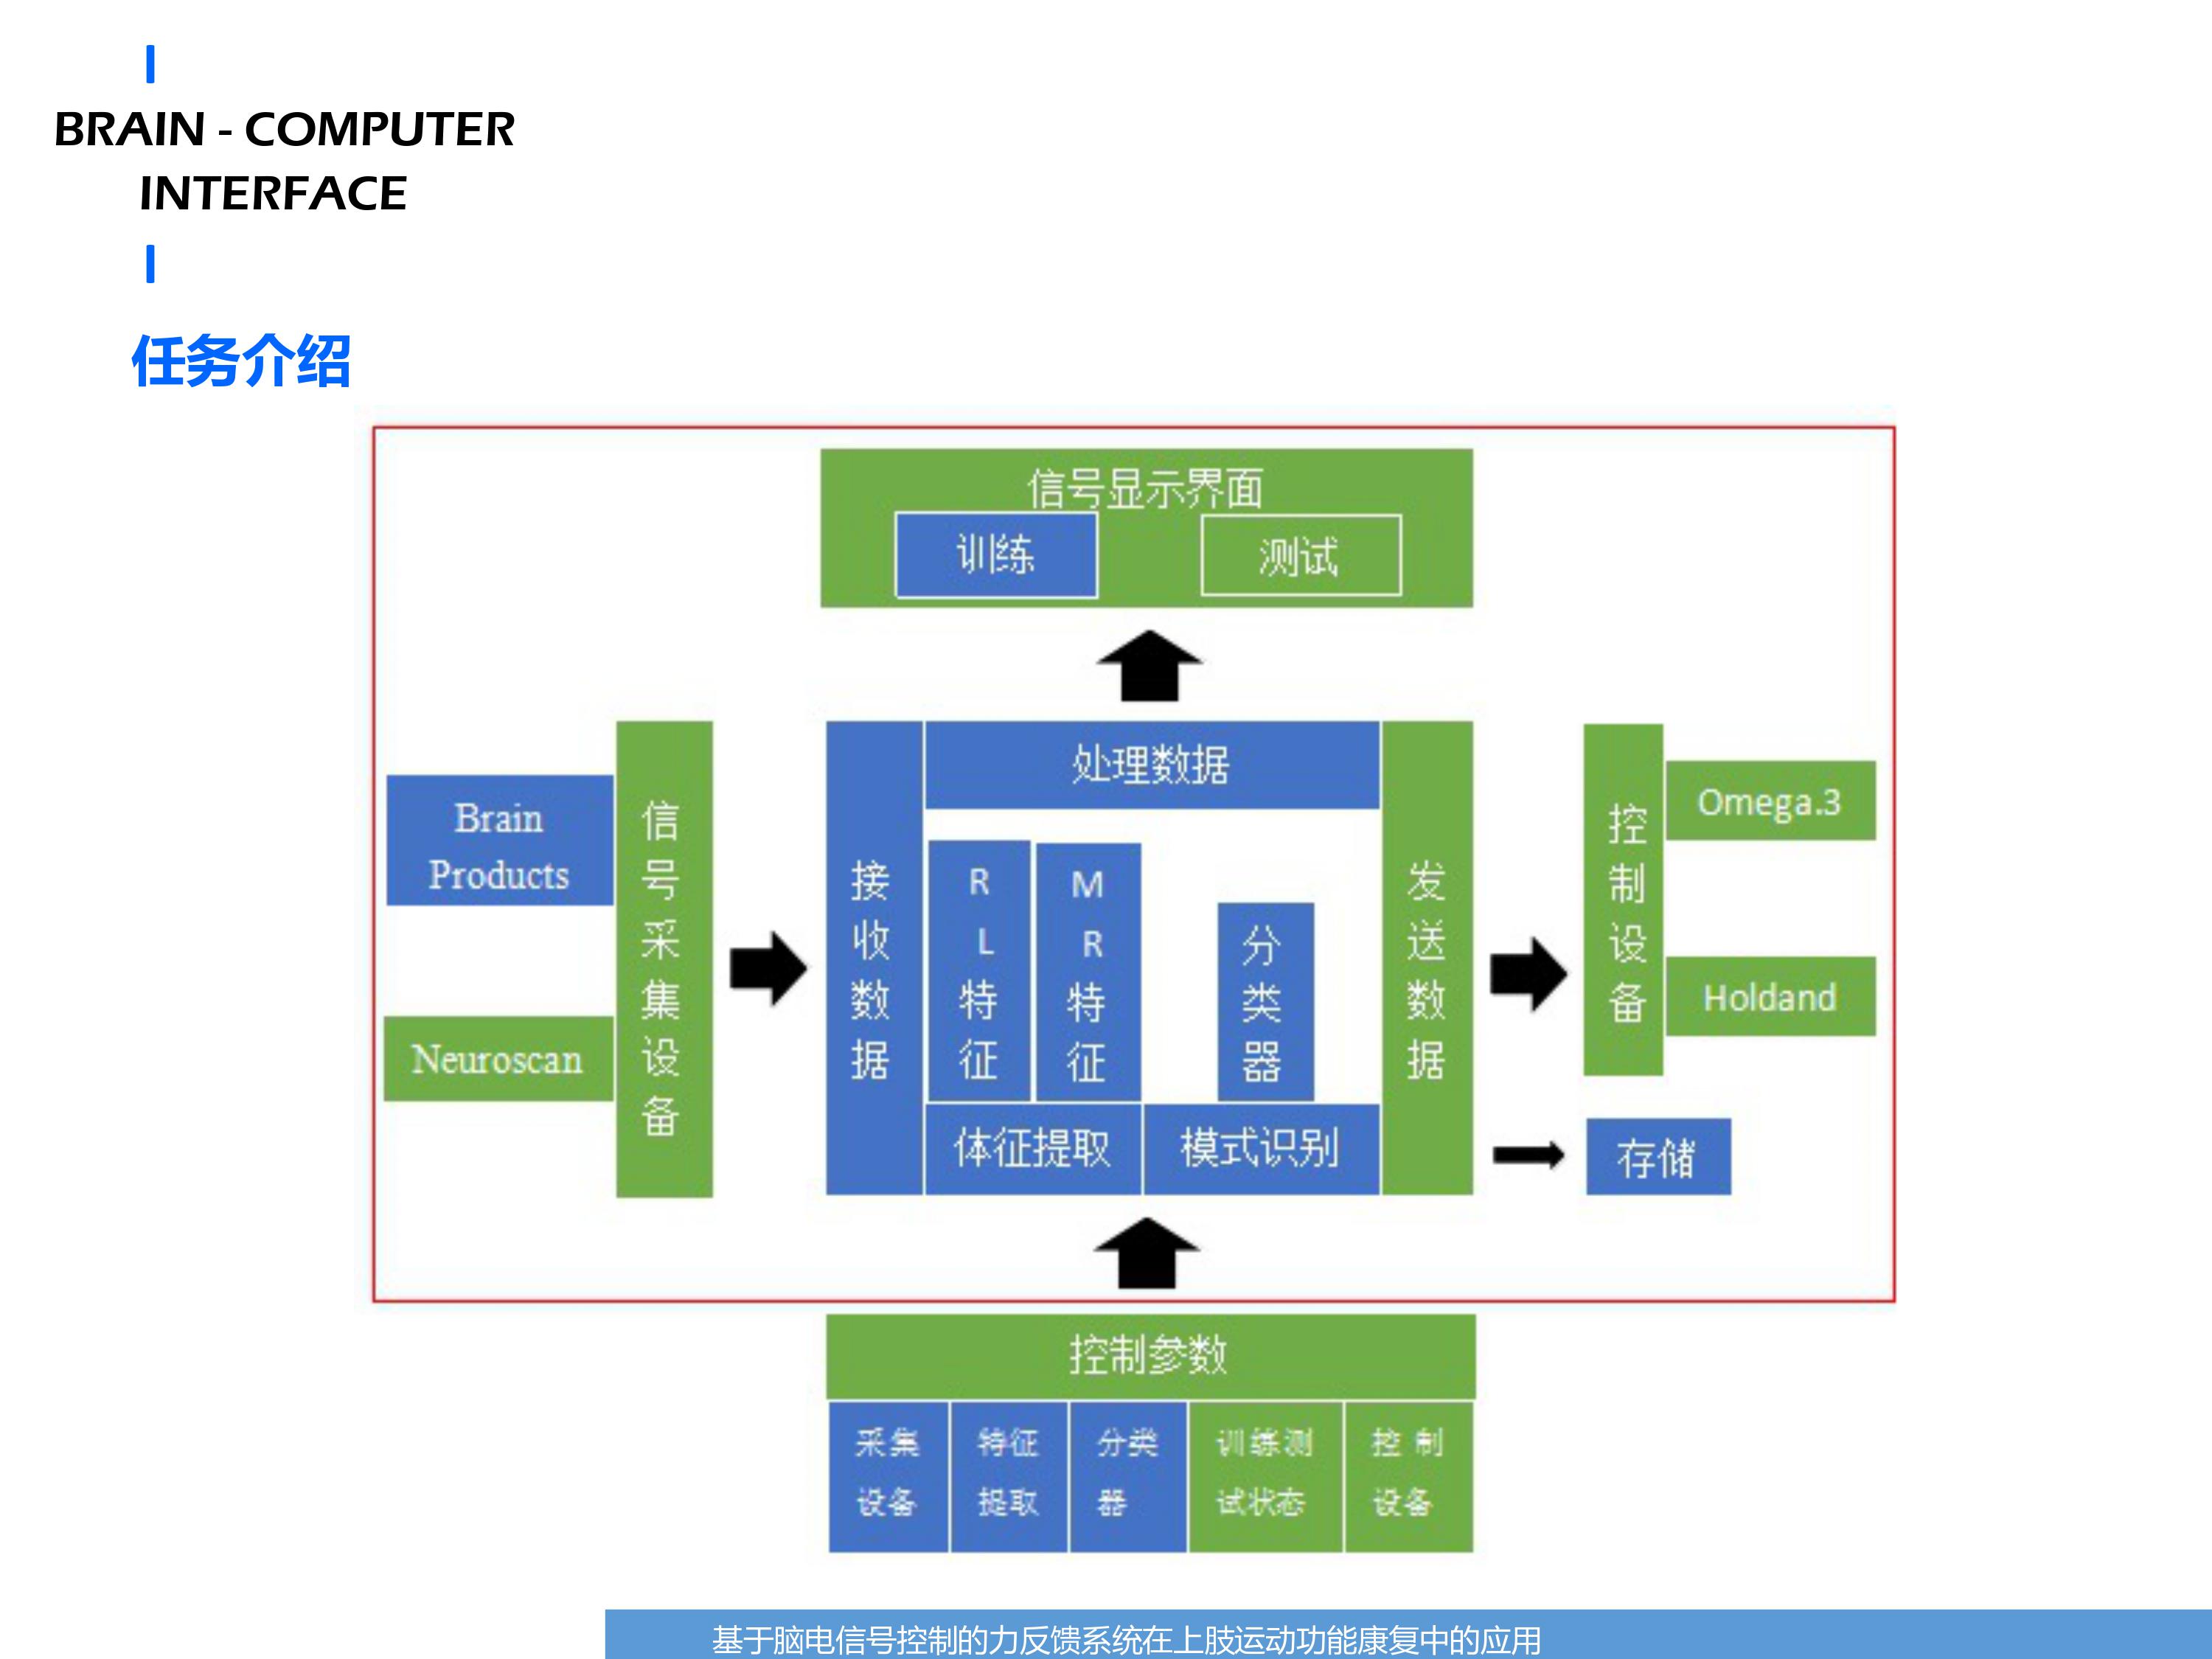 BRAIN - COMPUTER
INTERFACE
任务介绍
信号显示界面
训练
测试
Brain
Products
Neuroscan
信号采集设备
接收数据
处理数据
RL特征
MR特征
分类器
体征提取
模式识别
发送数据
控制设备
Omega.3
Holdand
存储
控制参数
采集
设备
特征
提取
分类
器
训练测
试状态
控制
设备
基于脑电信号控制的力反馈系统在上肢运动功能康复中的应用